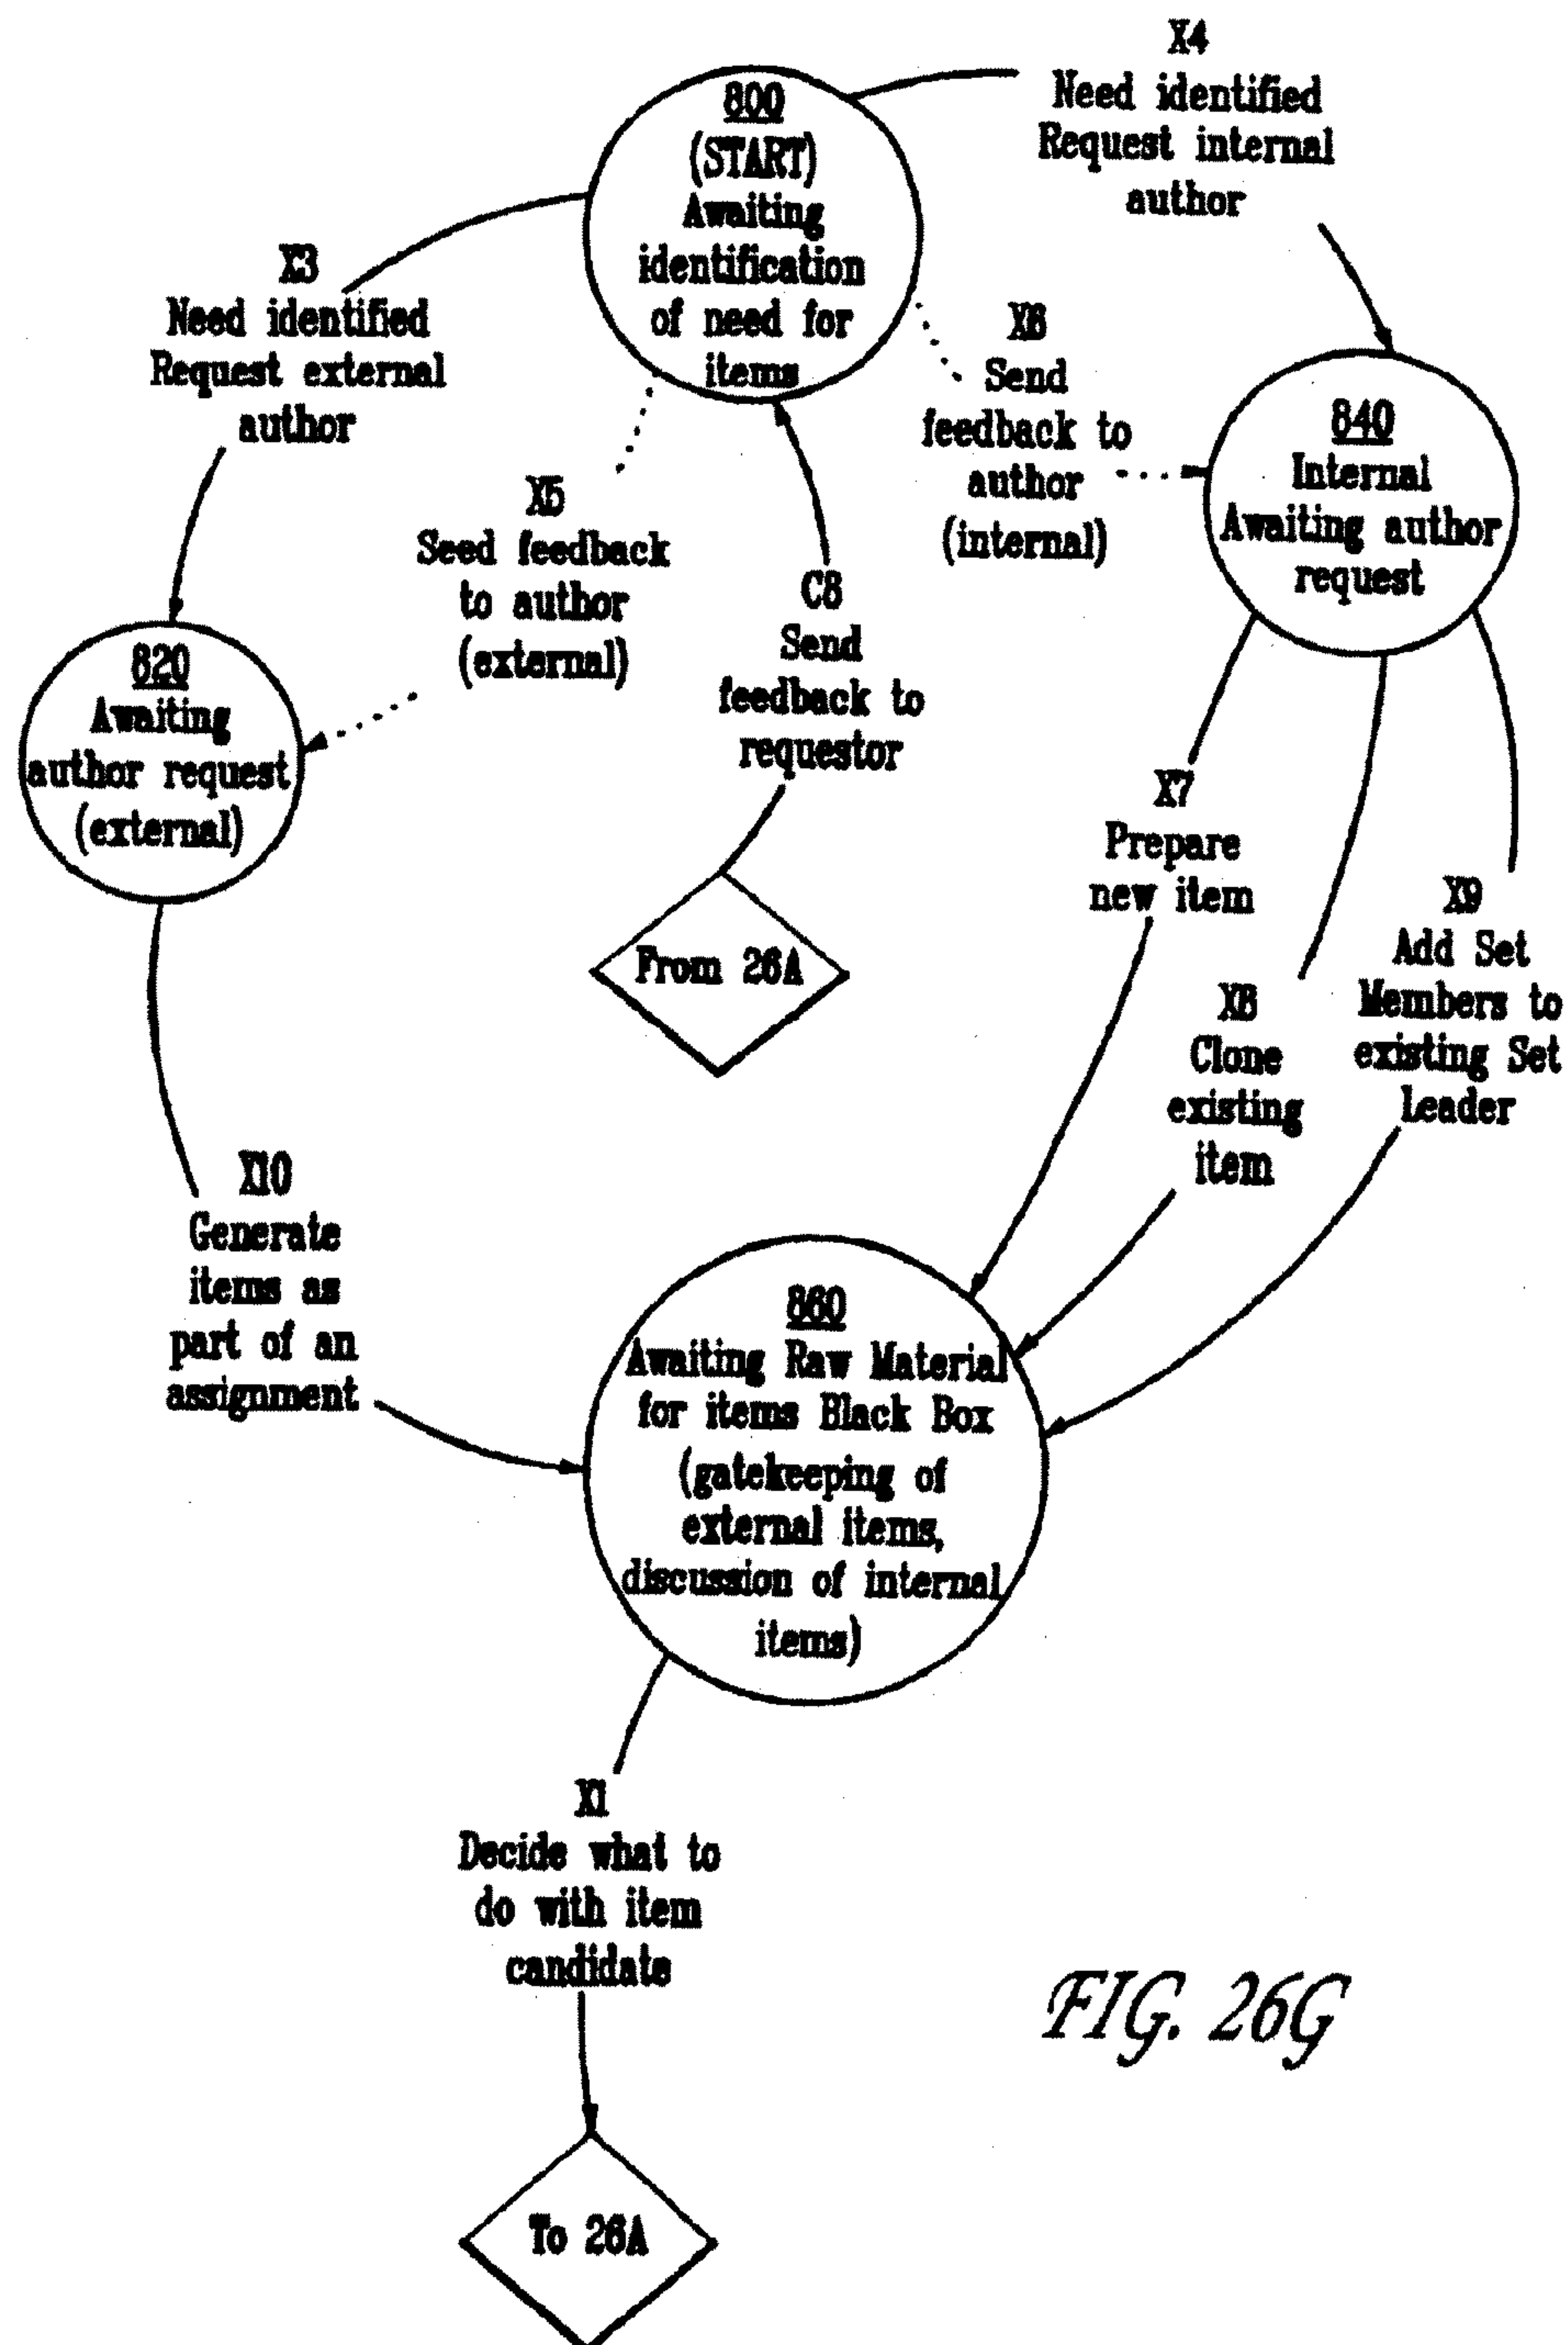 X4
Need identified
Request internal
author
800
(START)
Awaiting
identification
of need for
items
X3
Need identified
Request external
author
X6
Send
feedback to
author
(internal)
840
Internal
Awaiting author
request
X5
Seed feedback
to author
(external)
C8
Send
feedback to
requestor
820
Awaiting
author request
(external)
From 26A
X7
Prepare
new item
X8
Clone
existing
item
X9
Add Set
Members to
existing Set
Leader
X10
Generate
items as
part of an
assignment
860
Awaiting Raw Material
for items Black Box
(gatekeeping of
external items,
discussion of internal
items)
X1
Decide what to
do with item
candidate
To 26A
FIG. 26G